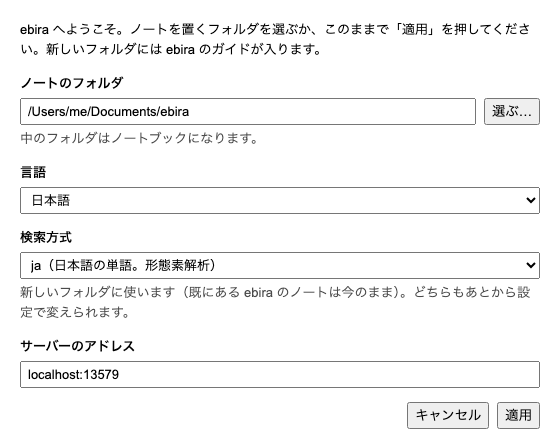 ebira へようこそ。ノートを置くフォルダを選ぶか、このままで「適用」を押してくださ
い。新しいフォルダには ebira のガイドが入ります。
ノートのフォルダ
/Users/me/Documents/ebira
選ぶ…
中のフォルダはノートブックになります。
言語
日本語
検索方式
ja（日本語の単語。形態素解析）
新しいフォルダに使います（既にある ebira のノートは今のまま）。どちらもあとから設
定で変えられます。
サーバーのアドレス
localhost:13579
キャンセル 適用